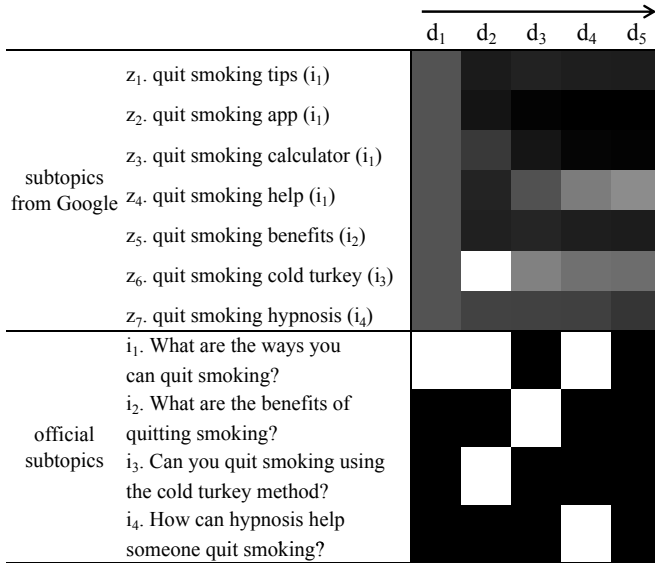 d₁ d₂ d₃ d₄ d₅
subtopics
from Google
z₁. quit smoking tips (i₁)
z₂. quit smoking app (i₁)
z₃. quit smoking calculator (i₁)
z₄. quit smoking help (i₁)
z₅. quit smoking benefits (i₂)
z₆. quit smoking cold turkey (i₃)
z₇. quit smoking hypnosis (i₄)
official
subtopics
i₁. What are the ways you
can quit smoking?
i₂. What are the benefits of
quitting smoking?
i₃. Can you quit smoking using
the cold turkey method?
i₄. How can hypnosis help
someone quit smoking?